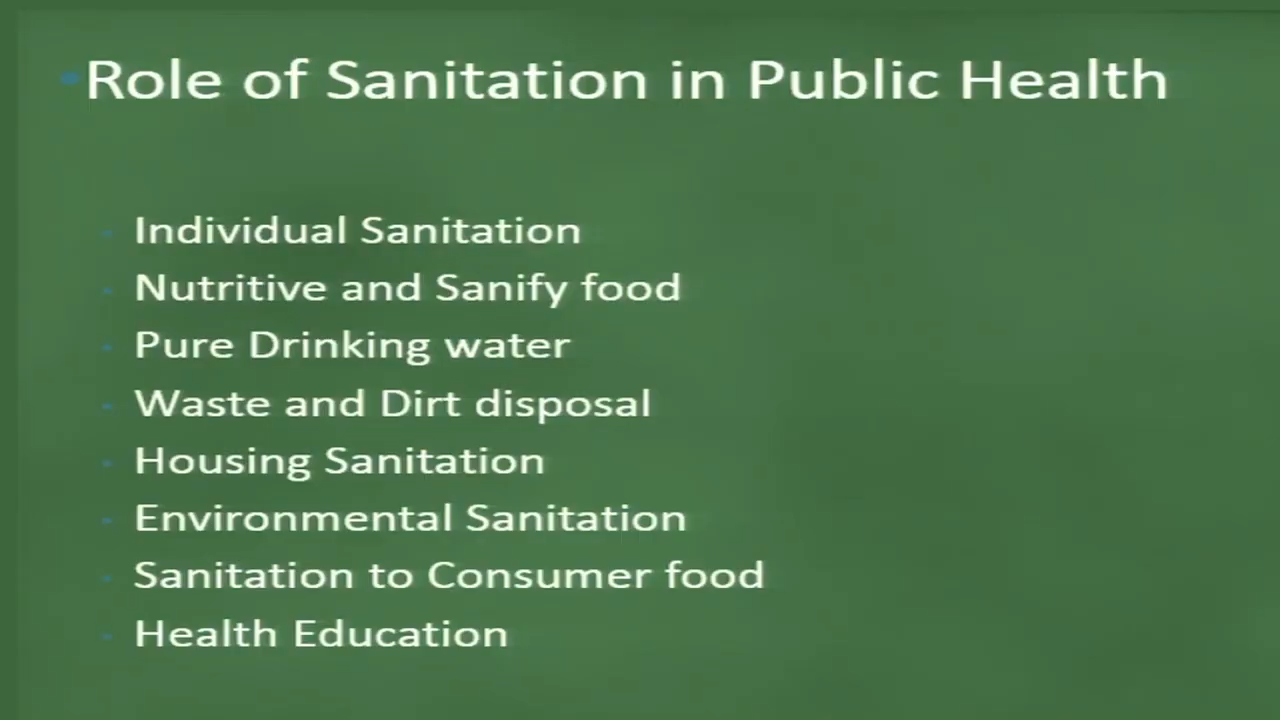 Role of Sanitation in Public Health
Individual Sanitation
Nutritive and Sanify food
Pure Drinking water
Waste and Dirt disposal
Housing Sanitation
Environmental Sanitation
Sanitation to Consumer food
Health Education